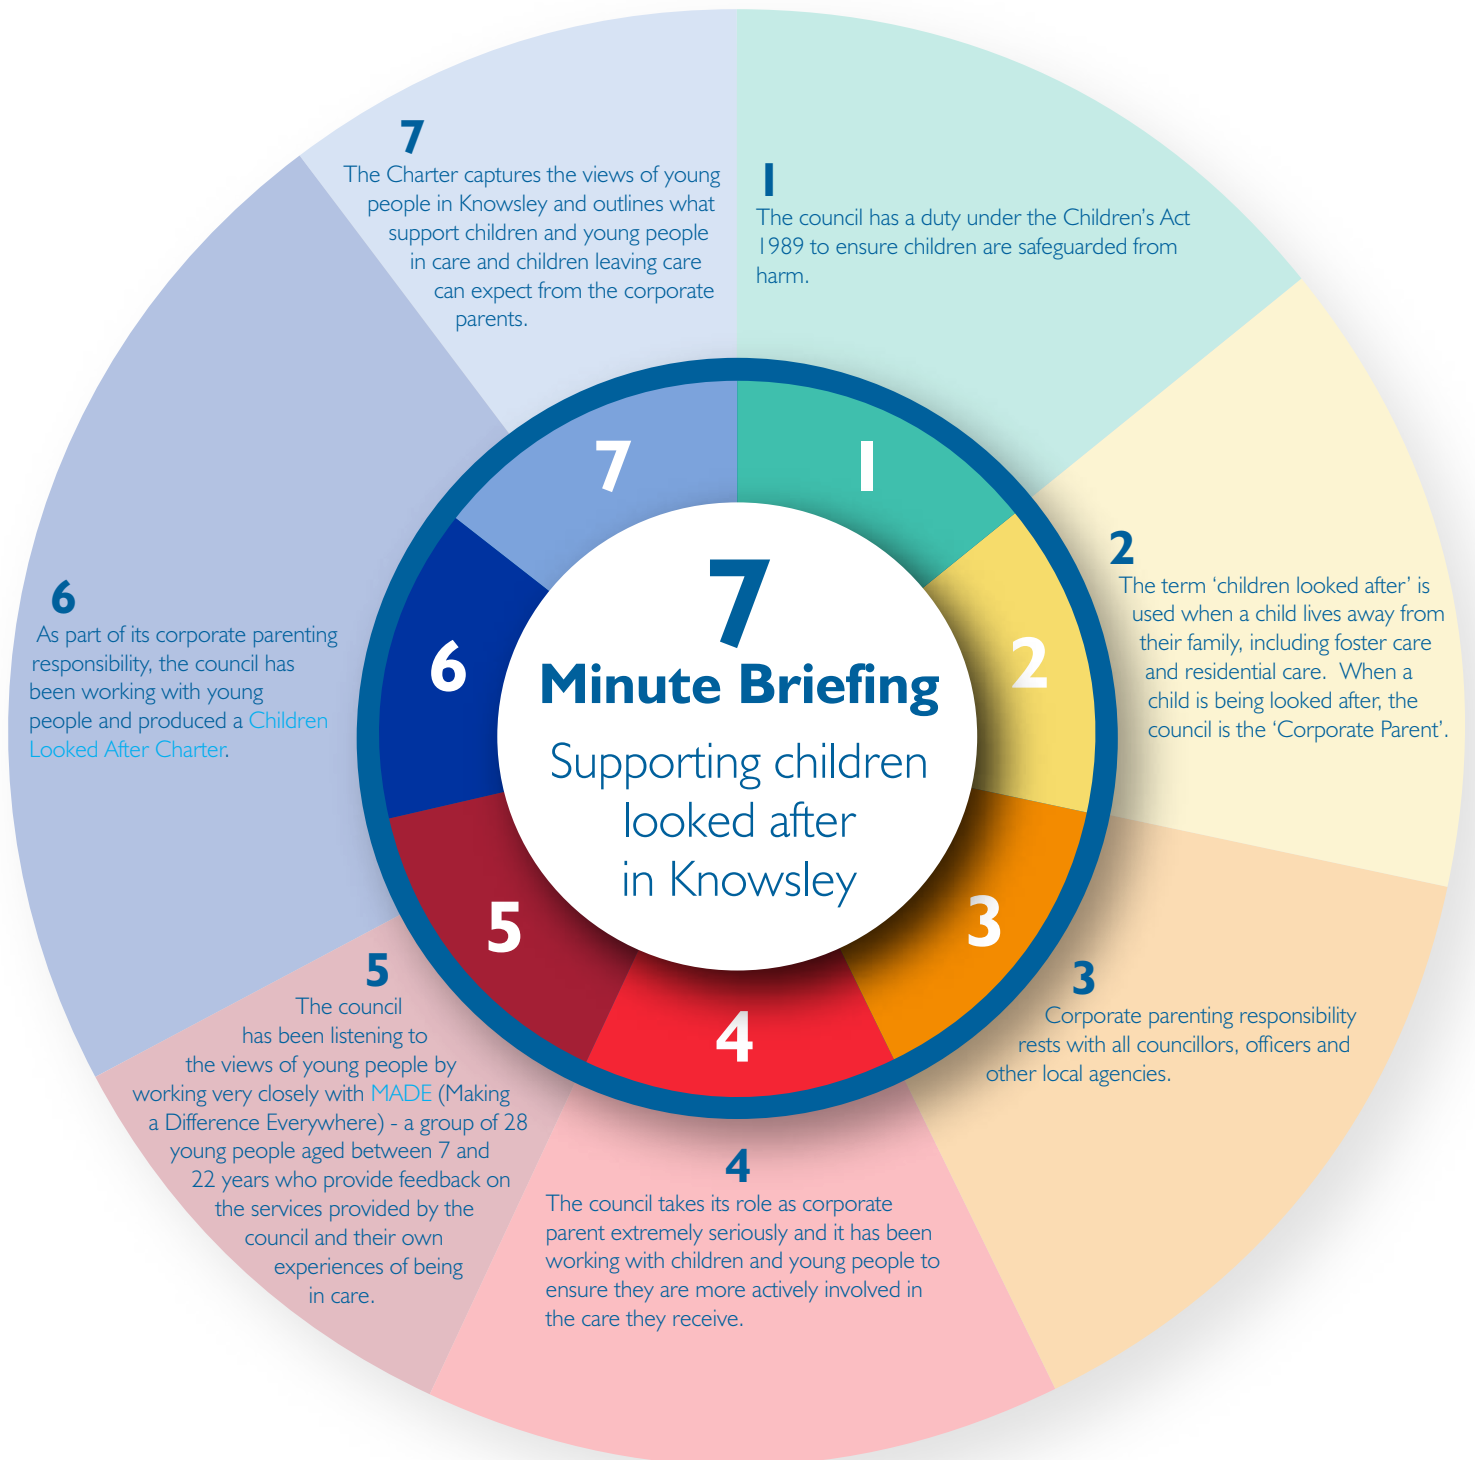 7
Minute Briefing
Supporting children
looked after
in Knowsley
1
2
3
4
5
6
7
1
The council has a duty under the Children’s Act
1989 to ensure children are safeguarded from
harm.
2
The term ‘children looked after’ is
used when a child lives away from
their family, including foster care
and residential care. When a
child is being looked after, the
council is the ‘Corporate Parent’.
3
Corporate parenting responsibility
rests with all councillors, officers and
other local agencies.
4
The council takes its role as corporate
parent extremely seriously and it has been
working with children and young people to
ensure they are more actively involved in
the care they receive.
5
The council
has been listening to
the views of young people by
working very closely with MADE (Making
a Difference Everywhere) - a group of 28
young people aged between 7 and
22 years who provide feedback on
the services provided by the
council and their own
experiences of being
in care.
6
As part of its corporate parenting
responsibility, the council has
been working with young
people and produced a Children
Looked After Charter.
7
The Charter captures the views of young
people in Knowsley and outlines what
support children and young people
in care and children leaving care
can expect from the corporate
parents.